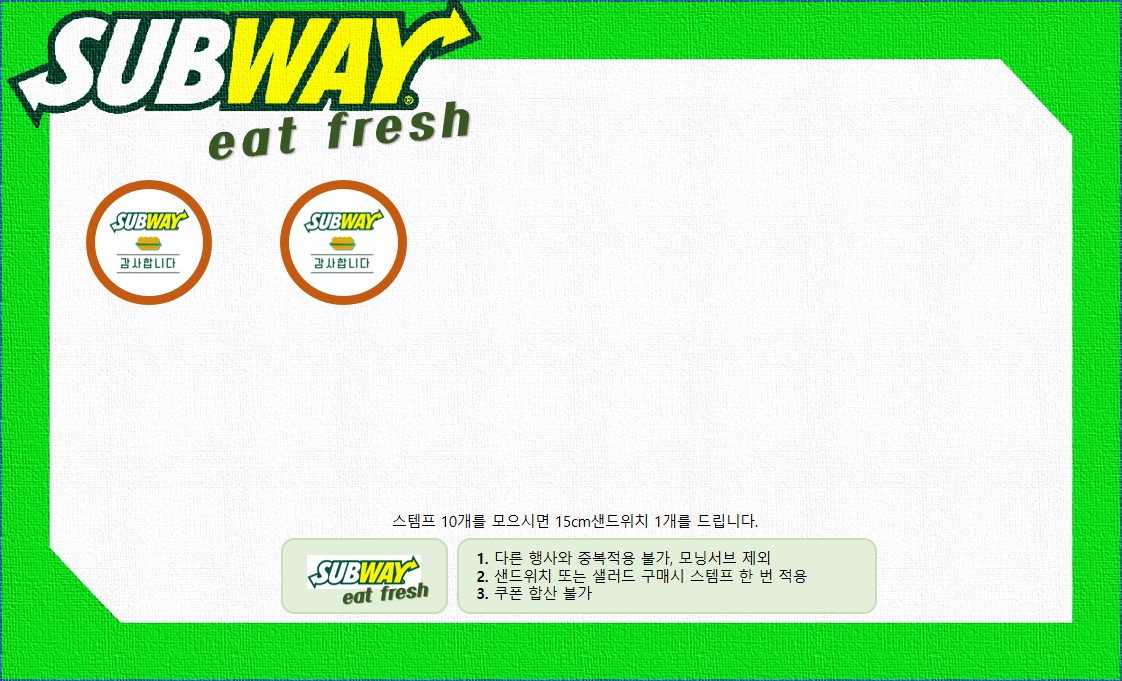 SUBWAY®
eat fresh
SUBWAY
감사합니다
SUBWAY
감사합니다
스템프 10개를 모으시면 15cm샌드위치 1개를 드립니다.
SUBWAY
eat fresh
1. 다른 행사와 중복적용 불가, 모닝서브 제외
2. 샌드위치 또는 샐러드 구매시 스템프 한 번 적용
3. 쿠폰 합산 불가